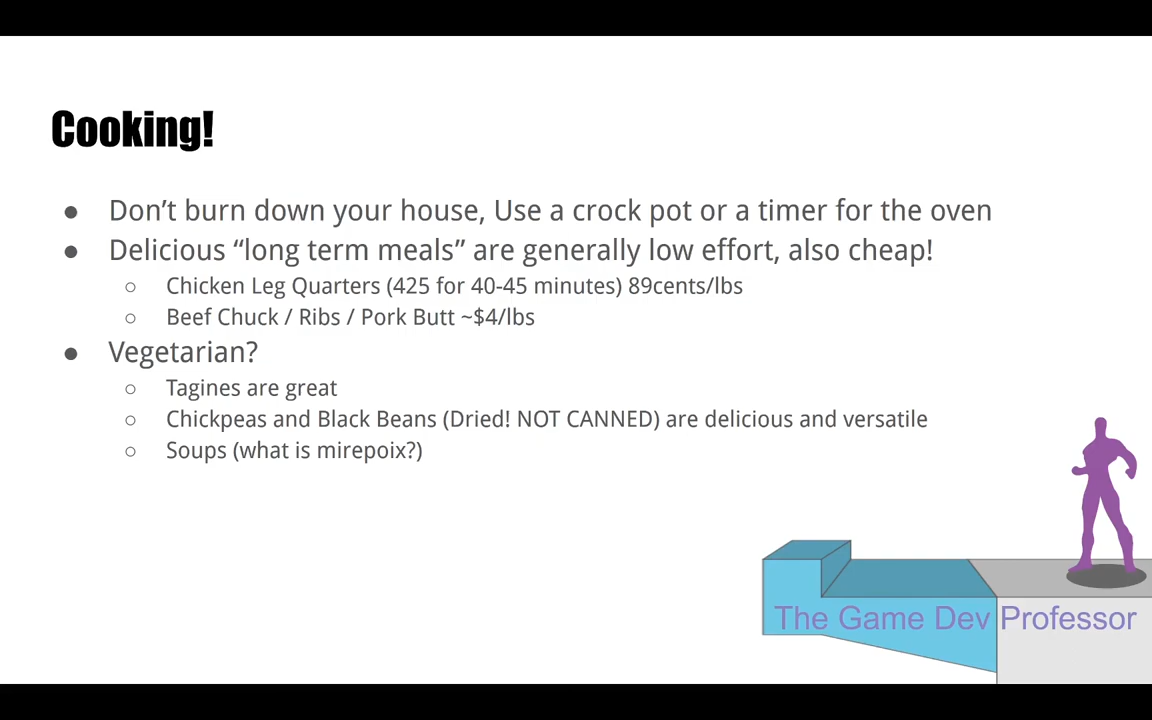 Cooking!
● Don’t burn down your house, Use a crock pot or a timer for the oven
● Delicious “long term meals” are generally low effort, also cheap!
○ Chicken Leg Quarters (425 for 40-45 minutes) 89cents/lbs
○ Beef Chuck / Ribs / Pork Butt ~$4/lbs
● Vegetarian?
○ Tagines are great
○ Chickpeas and Black Beans (Dried! NOT CANNED) are delicious and versatile
○ Soups (what is mirepoix?)
The Game Dev Professor